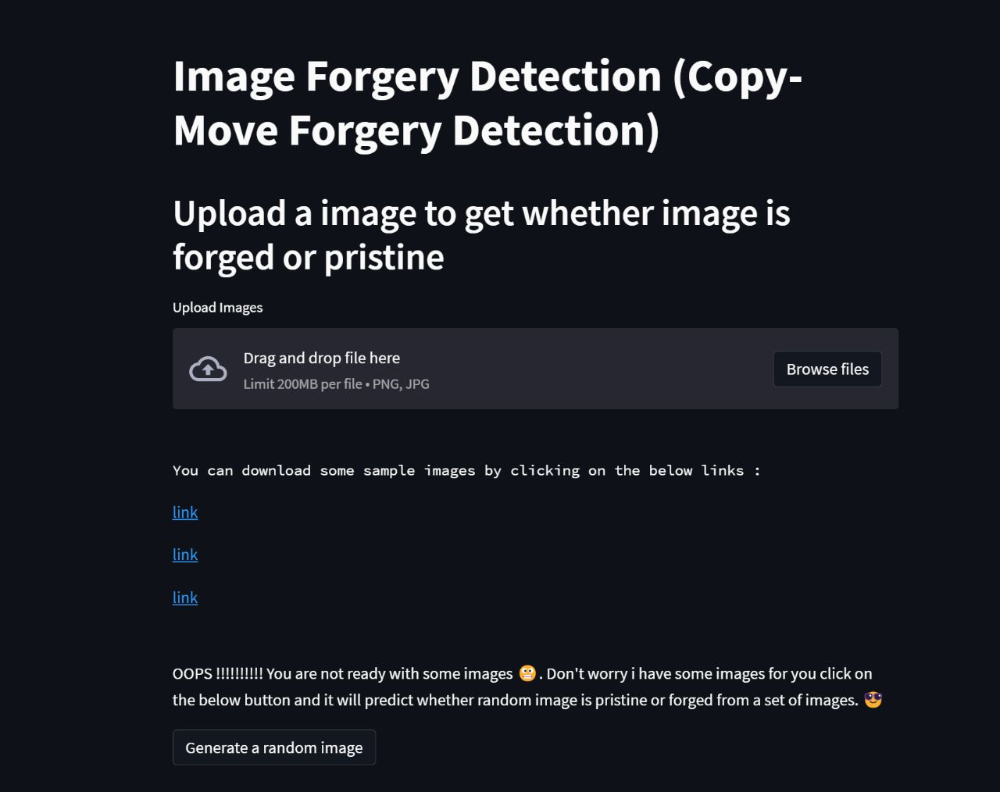 Image Forgery Detection (Copy-
Move Forgery Detection)
Upload a image to get whether image is
forged or pristine
Upload Images
Drag and drop file here
Limit 200MB per file • PNG, JPG
Browse files
You can download some sample images by clicking on the below links :
link
link
link
OOPS !!!!!!!!!! You are not ready with some images 😬 . Don't worry i have some images for you click on
the below button and it will predict whether random image is pristine or forged from a set of images. 😎
Generate a random image